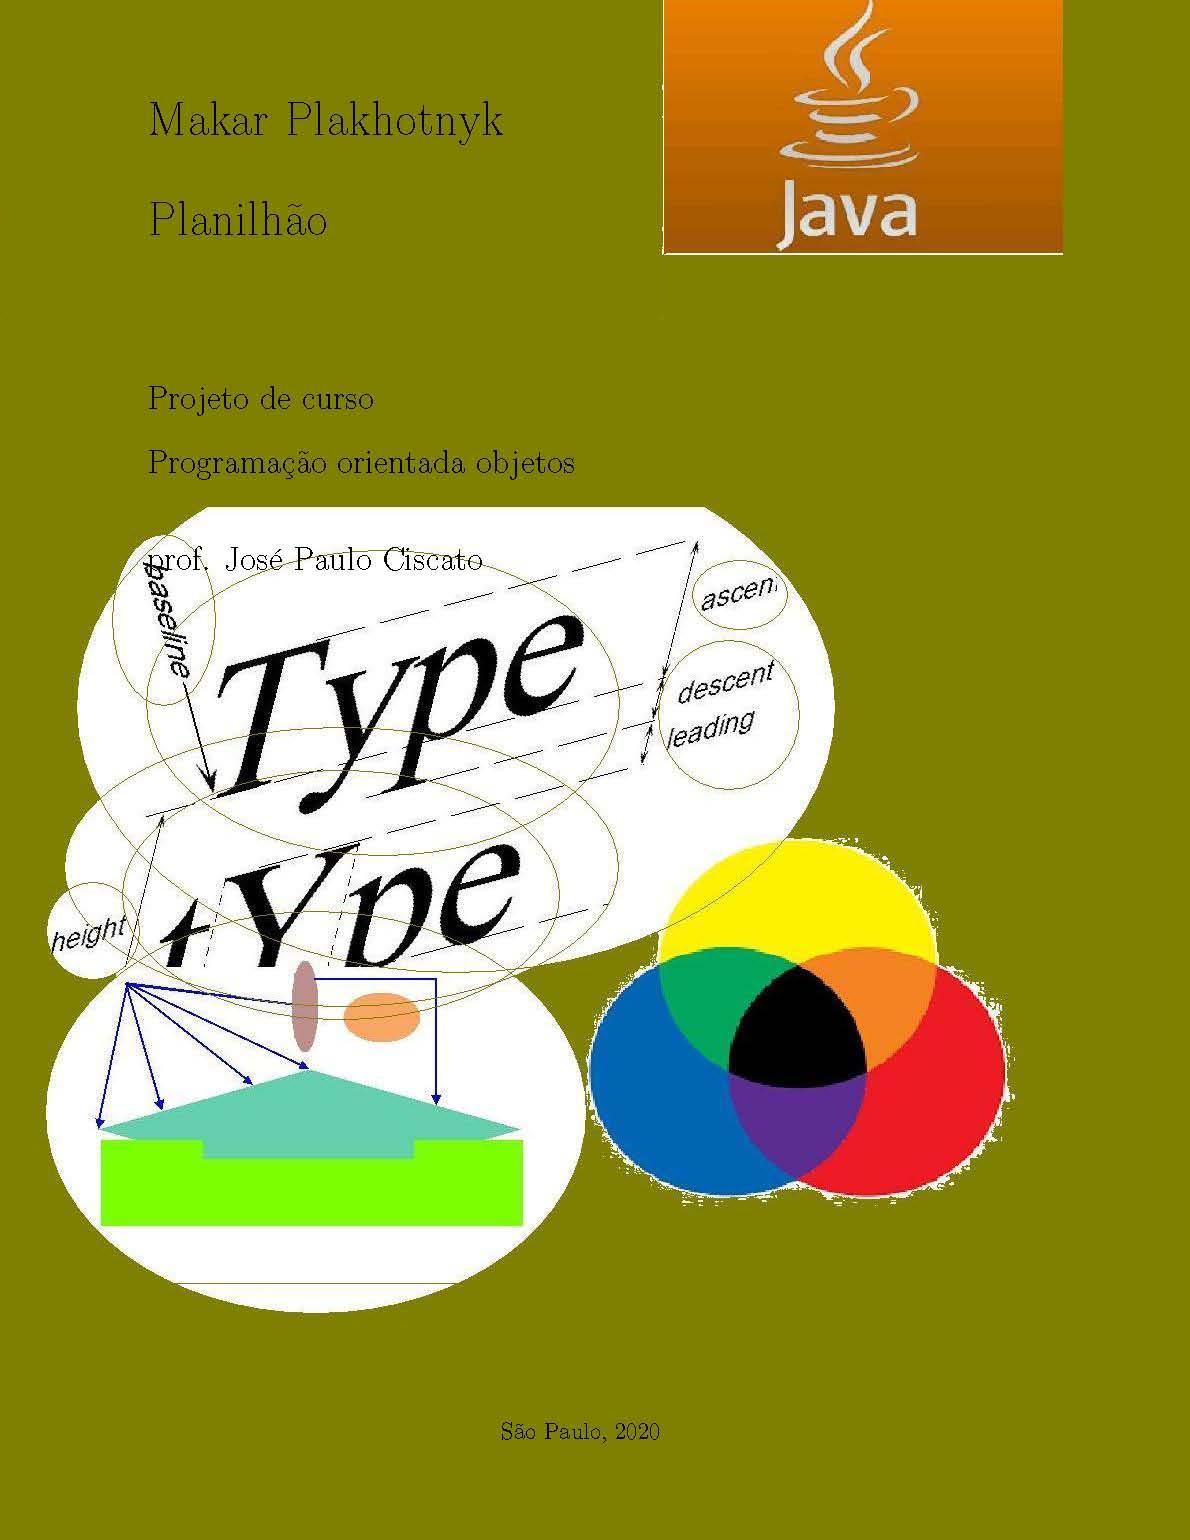 Makar Plakhotnyk
Java
Planilhão
Projeto de curso
Programação orientada objetos
prof. José Paulo Ciscato
baseline
ascen
Type
descent
leading
tYpe
height
São Paulo, 2020